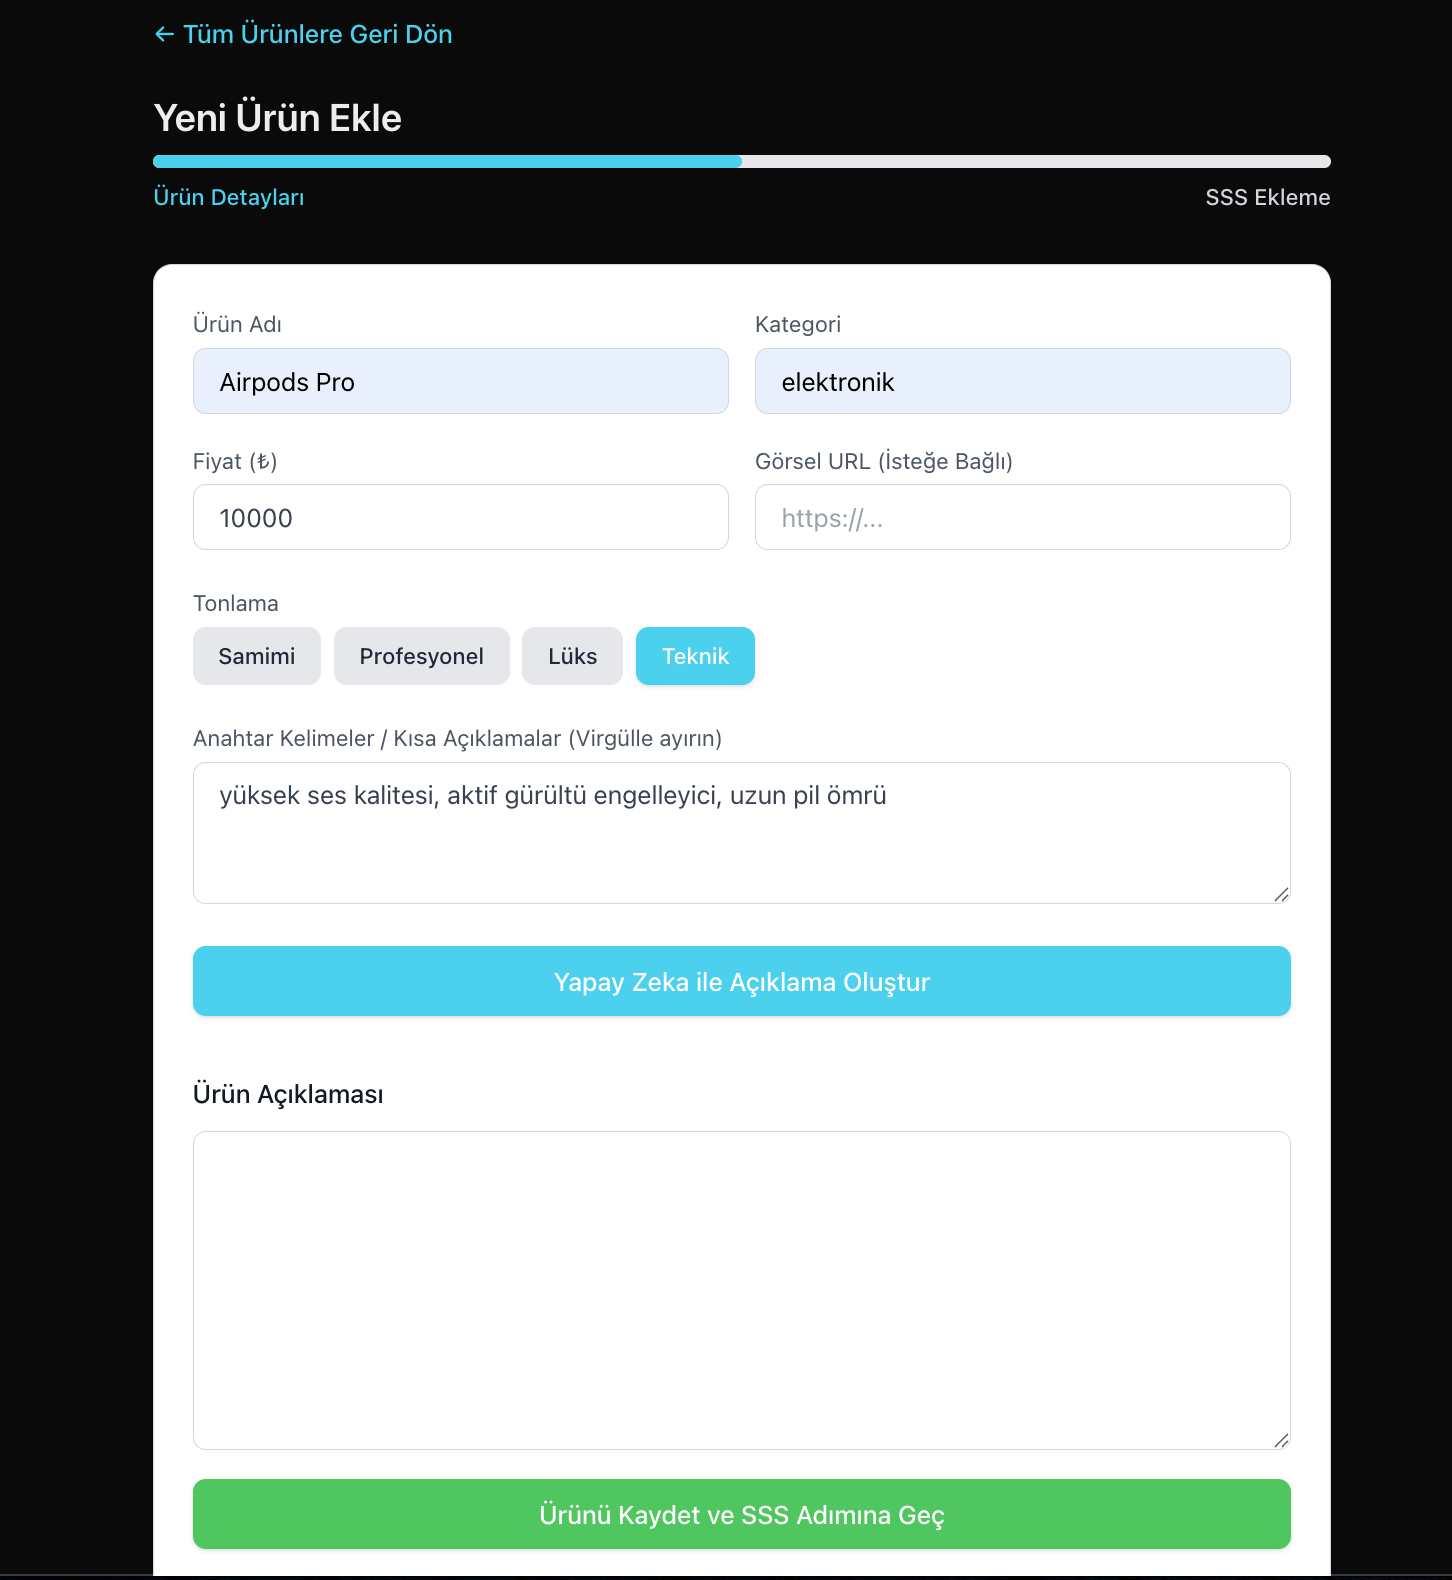 ← Tüm Ürünlere Geri Dön
Yeni Ürün Ekle
Ürün Detayları
SSS Ekleme
Ürün Adı
Kategori
Airpods Pro
elektronik
Fiyat (₺)
Görsel URL (İsteğe Bağlı)
10000
https://...
Tonlama
Samimi
Profesyonel
Lüks
Teknik
Anahtar Kelimeler / Kısa Açıklamalar (Virgülle ayırın)
yüksek ses kalitesi, aktif gürültü engelleyici, uzun pil ömrü
Yapay Zeka ile Açıklama Oluştur
Ürün Açıklaması
Ürünü Kaydet ve SSS Adımına Geç